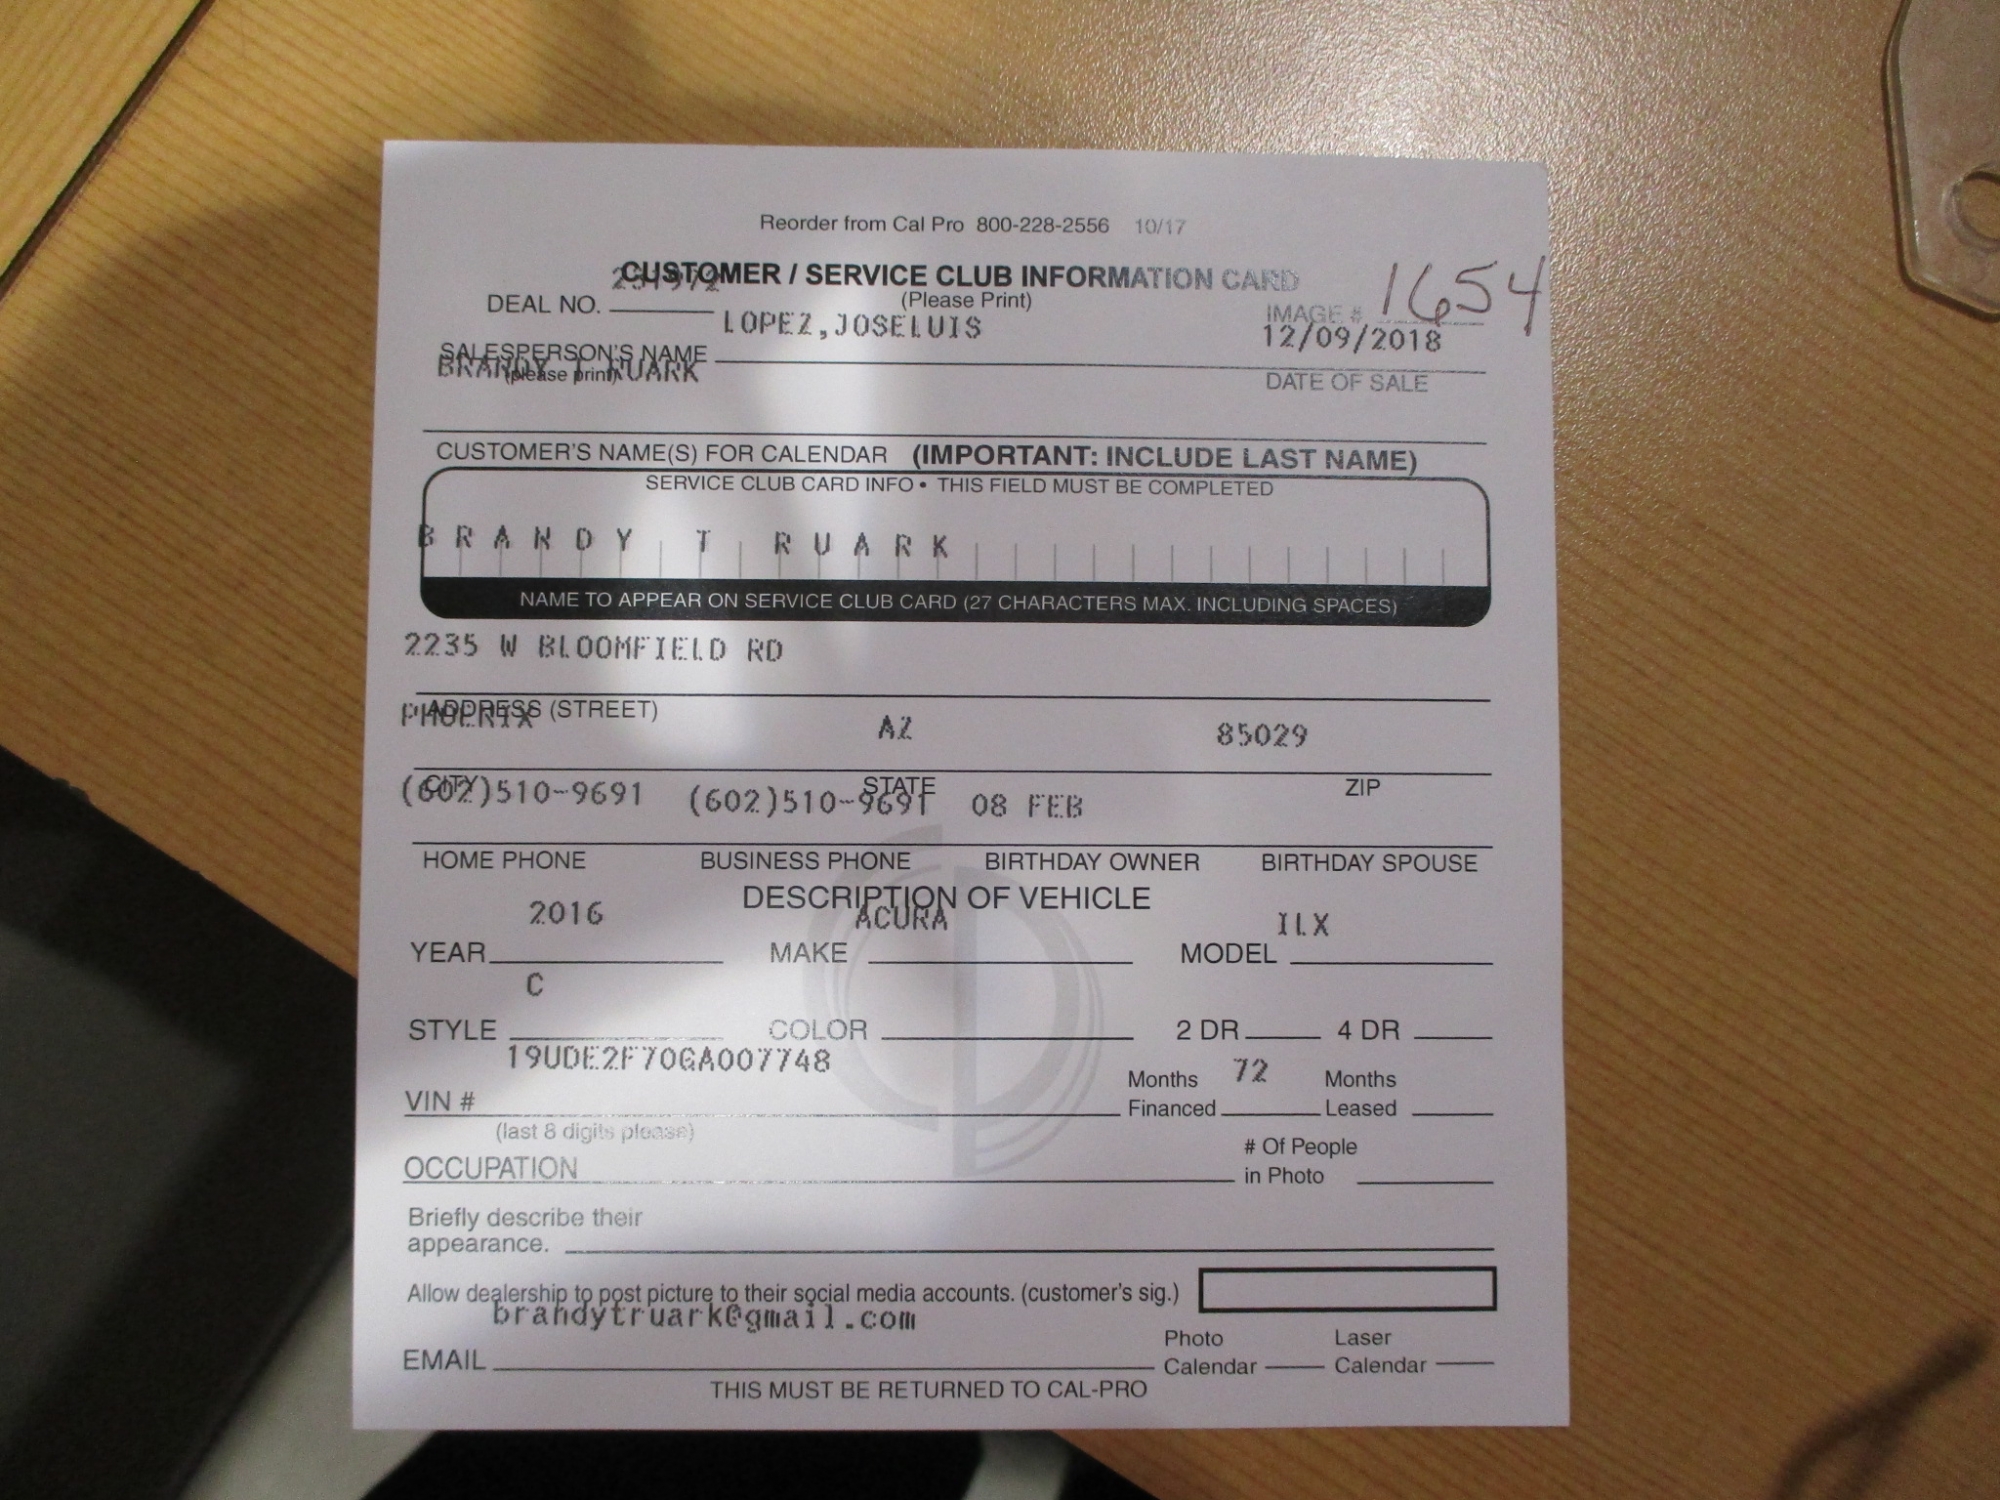 Reorder from Cal Pro 800-228-2556 10/17
CUSTOMER / SERVICE CLUB INFORMATION CARD
(Please Print)
DEAL NO.
IMAGE # 1654
LOPEZ,JOSELUIS 12/09/2018
SALESPERSON'S NAME
(please print)
DATE OF SALE
BRANDY T RUARK
CUSTOMER'S NAME(S) FOR CALENDAR (IMPORTANT: INCLUDE LAST NAME)
SERVICE CLUB CARD INFO • THIS FIELD MUST BE COMPLETED
BRANDY T RUARK
NAME TO APPEAR ON SERVICE CLUB CARD (27 CHARACTERS MAX. INCLUDING SPACES)
2235 W BLOOMFIELD RD
ADDRESS (STREET)
PHOENIX AZ 85029
CITY STATE ZIP
(602)510-9691 (602)510-9691 08 FEB
HOME PHONE BUSINESS PHONE BIRTHDAY OWNER BIRTHDAY SPOUSE
DESCRIPTION OF VEHICLE
2016 ACURA ILX
YEAR MAKE MODEL
C
STYLE COLOR 2 DR 4 DR
19UDE2F70GA007748
VIN #
(last 8 digits please)
Months Financed 72 Months Leased
OCCUPATION
# Of People in Photo
Briefly describe their
appearance.
Allow dealership to post picture to their social media accounts. (customer's sig.)
brandytruark@gmail.com
EMAIL
Photo Calendar Laser Calendar
THIS MUST BE RETURNED TO CAL-PRO